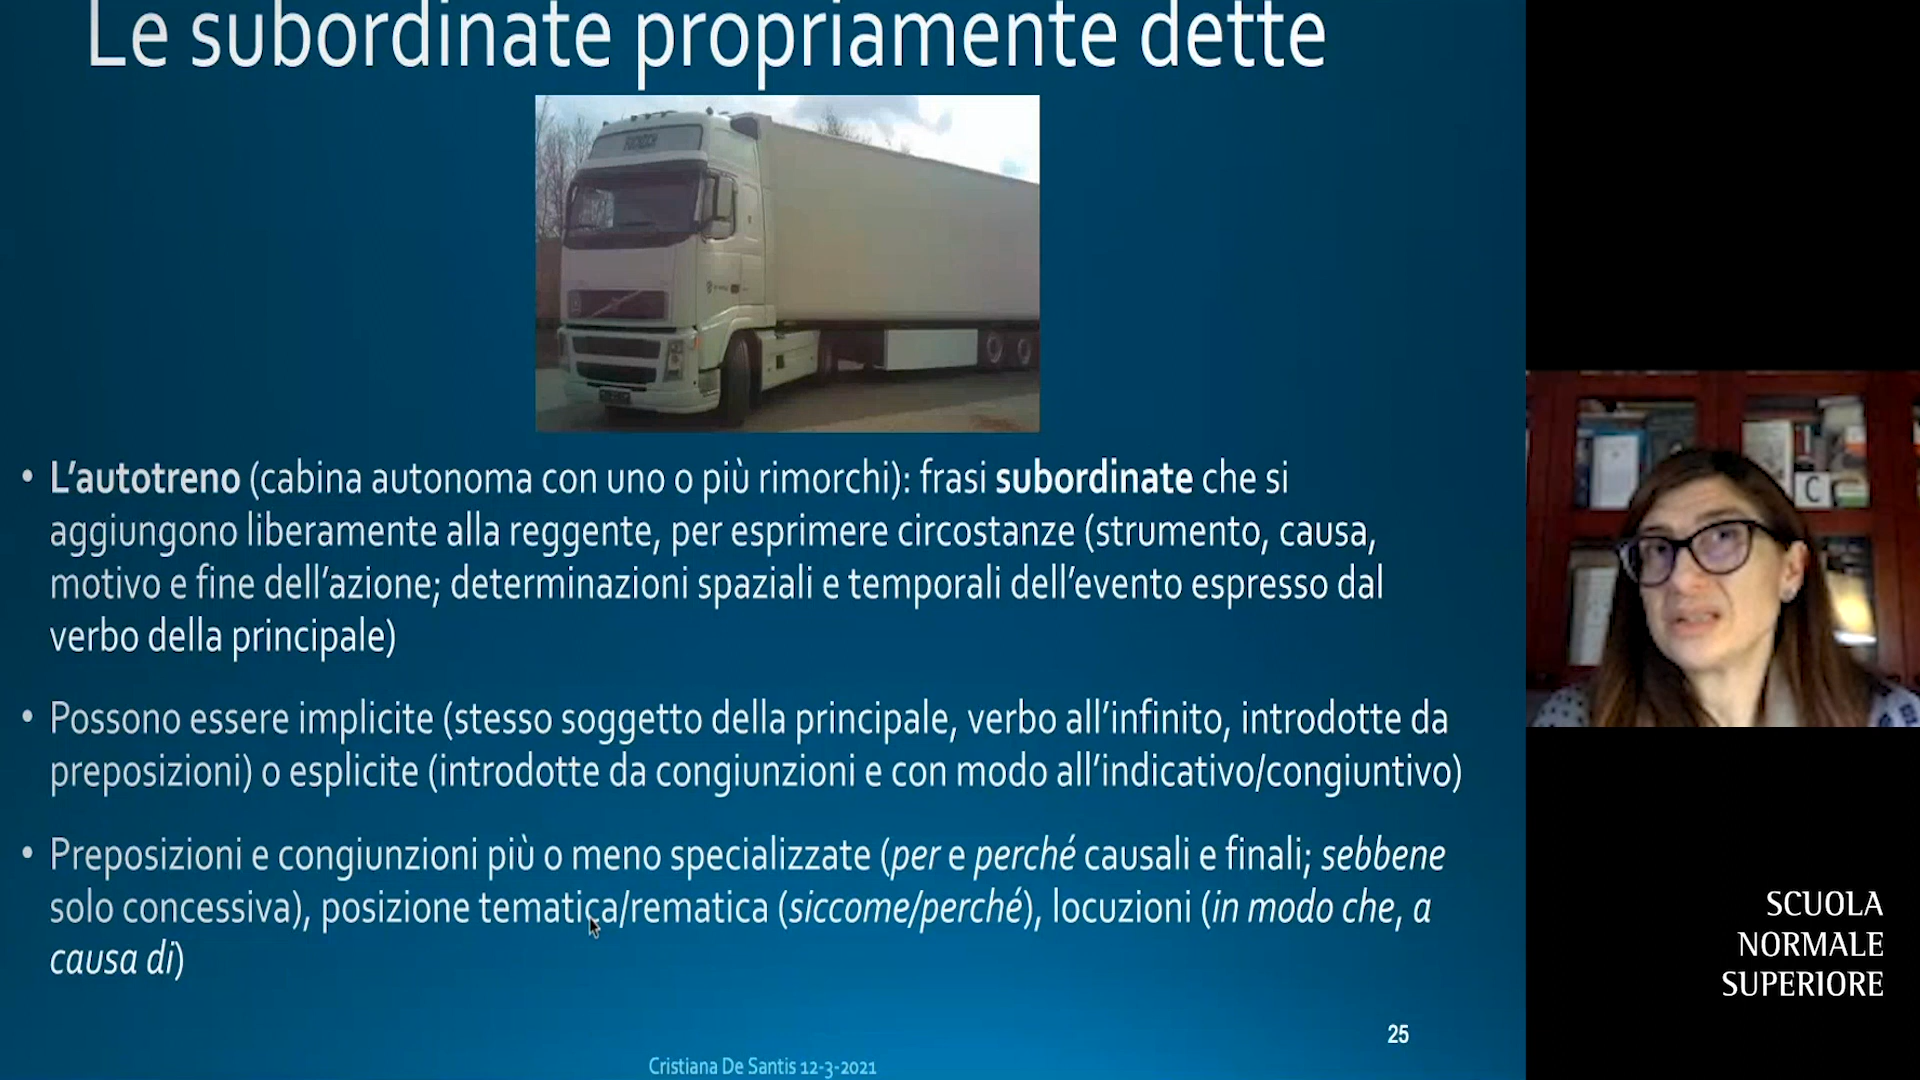 Le subordinate propriamente dette
• L'autotreno (cabina autonoma con uno o più rimorchi): frasi subordinate che si
aggiungono liberamente alla reggente, per esprimere circostanze (strumento, causa,
motivo e fine dell'azione; determinazioni spaziali e temporali dell'evento espresso dal
verbo della principale)
• Possono essere implicite (stesso soggetto della principale, verbo all'infinito, introdotte da
preposizioni) o esplicite (introdotte da congiunzioni e con modo all'indicativo/congiuntivo)
• Preposizioni e congiunzioni più o meno specializzate (per e perché causali e finali; sebbene
solo concessiva), posizione tematica/rematica (siccome/perché), locuzioni (in modo che, a
causa di)
25
Cristiana De Santis 12-3-2021
C
SCUOLA
NORMALE
SUPERIORE